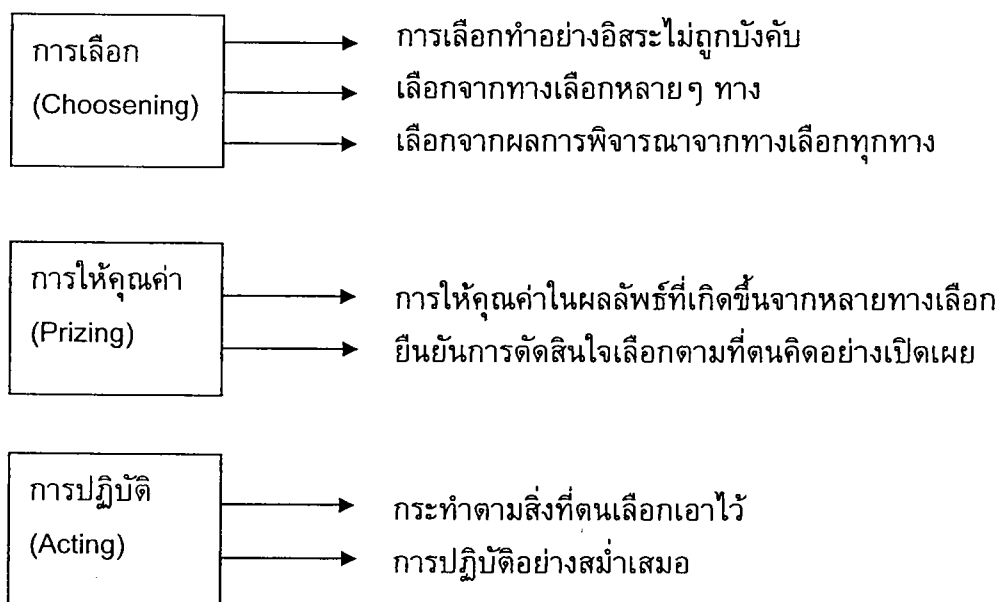 การเลือก
(Choosening)
การเลือกทำอย่างอิสระไม่ถูกบังคับ
เลือกจากทางเลือกหลายๆ ทาง
เลือกจากผลการพิจารณาจากทางเลือกทุกทาง
การให้คุณค่า
(Prizing)
การให้คุณค่าในผลลัพธ์ที่เกิดขึ้นจากหลายทางเลือก
ยืนยันการตัดสินใจเลือกตามที่ตนคิดอย่างเปิดเผย
การปฏิบัติ
(Acting)
กระทำตามสิ่งที่ตนเลือกเอาไว้
การปฏิบัติอย่างสม่ำเสมอ